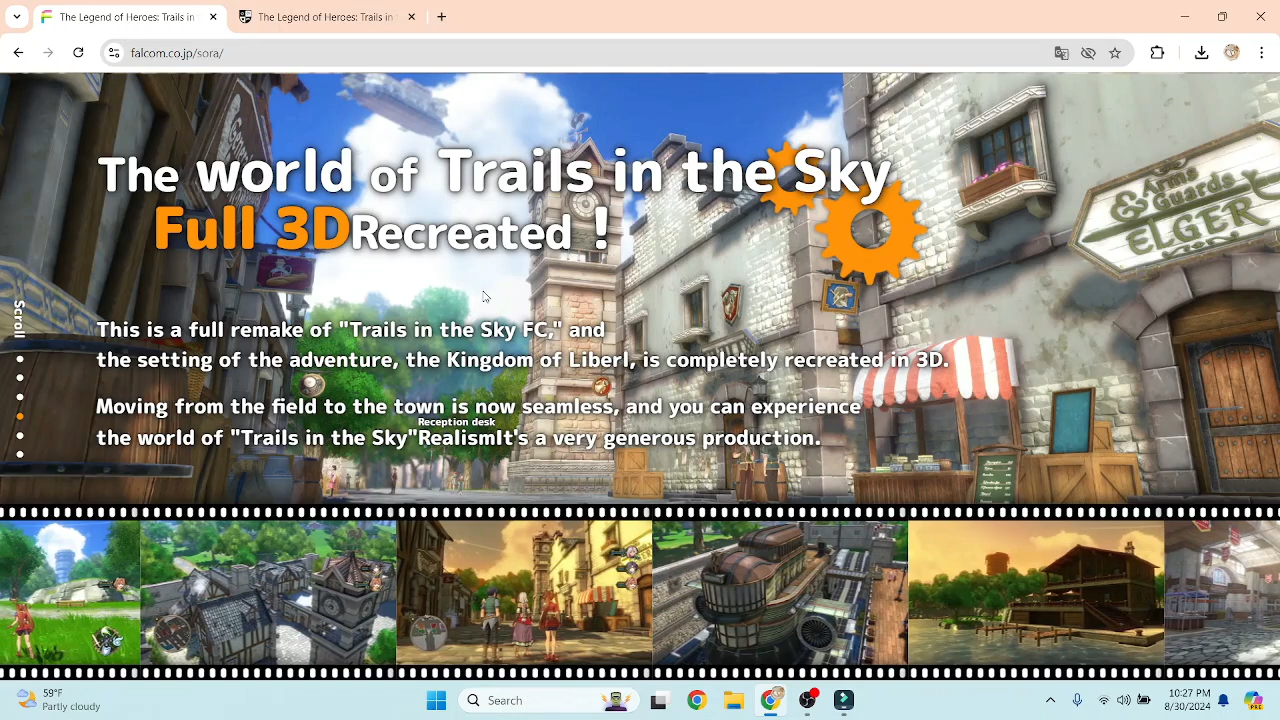 The Legend of Heroes: Trails in
The Legend of Heroes: Trails in
falcom.co.jp/sora/
The world of Trails in the Sky
Full 3DRecreated !
Arms
& Guards
ELGER
Scroll
This is a full remake of "Trails in the Sky FC," and
the setting of the adventure, the Kingdom of Liberl, is completely recreated in 3D.
Moving from the field to the town is now seamless, and you can experience
Reception desk
the world of "Trails in the Sky"RealismIt's a very generous production.
59°F
Partly cloudy
Search
10:27 PM
8/30/2024
PRE